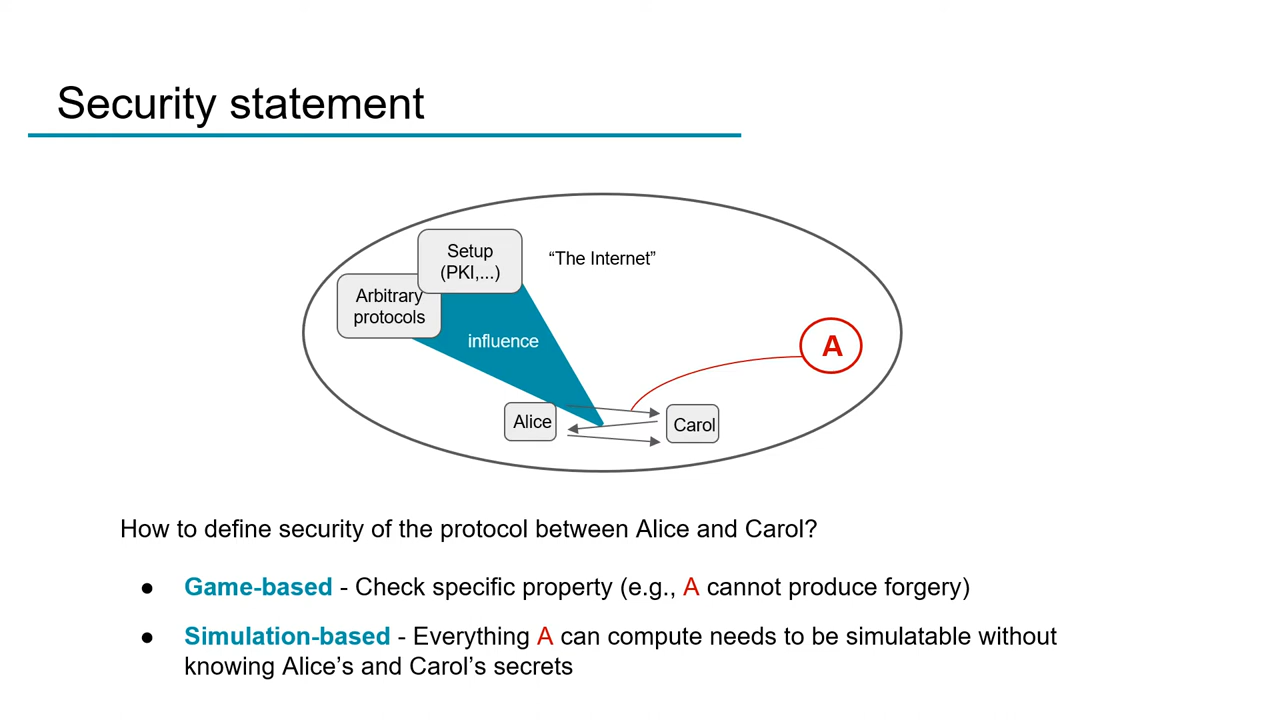 Security statement
Setup
(PKI,...)
“The Internet”
Arbitrary
protocols
influence
A
Alice
Carol
How to define security of the protocol between Alice and Carol?
● Game-based - Check specific property (e.g., A cannot produce forgery)
● Simulation-based - Everything A can compute needs to be simulatable without
knowing Alice’s and Carol’s secrets